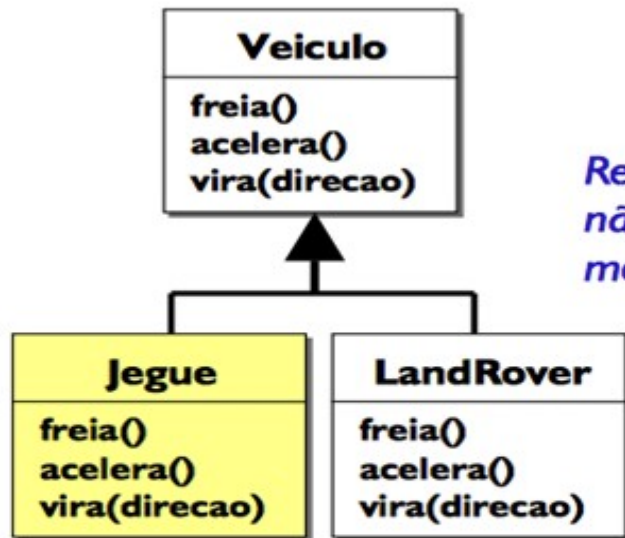 Veiculo
freia()
acelera()
vira(direcao)
Jegue
freia()
acelera()
vira(direcao)
LandRover
freia()
acelera()
vira(direcao)